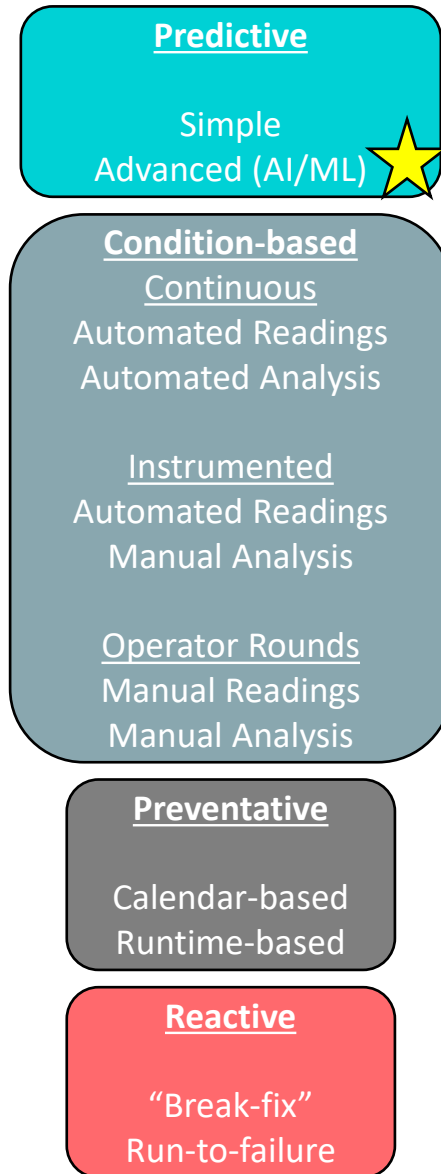 Predictive
Simple
Advanced (AI/ML)
Condition-based
Continuous
Automated Readings
Automated Analysis
Instrumented
Automated Readings
Manual Analysis
Operator Rounds
Manual Readings
Manual Analysis
Preventative
Calendar-based
Runtime-based
Reactive
“Break-fix”
Run-to-failure